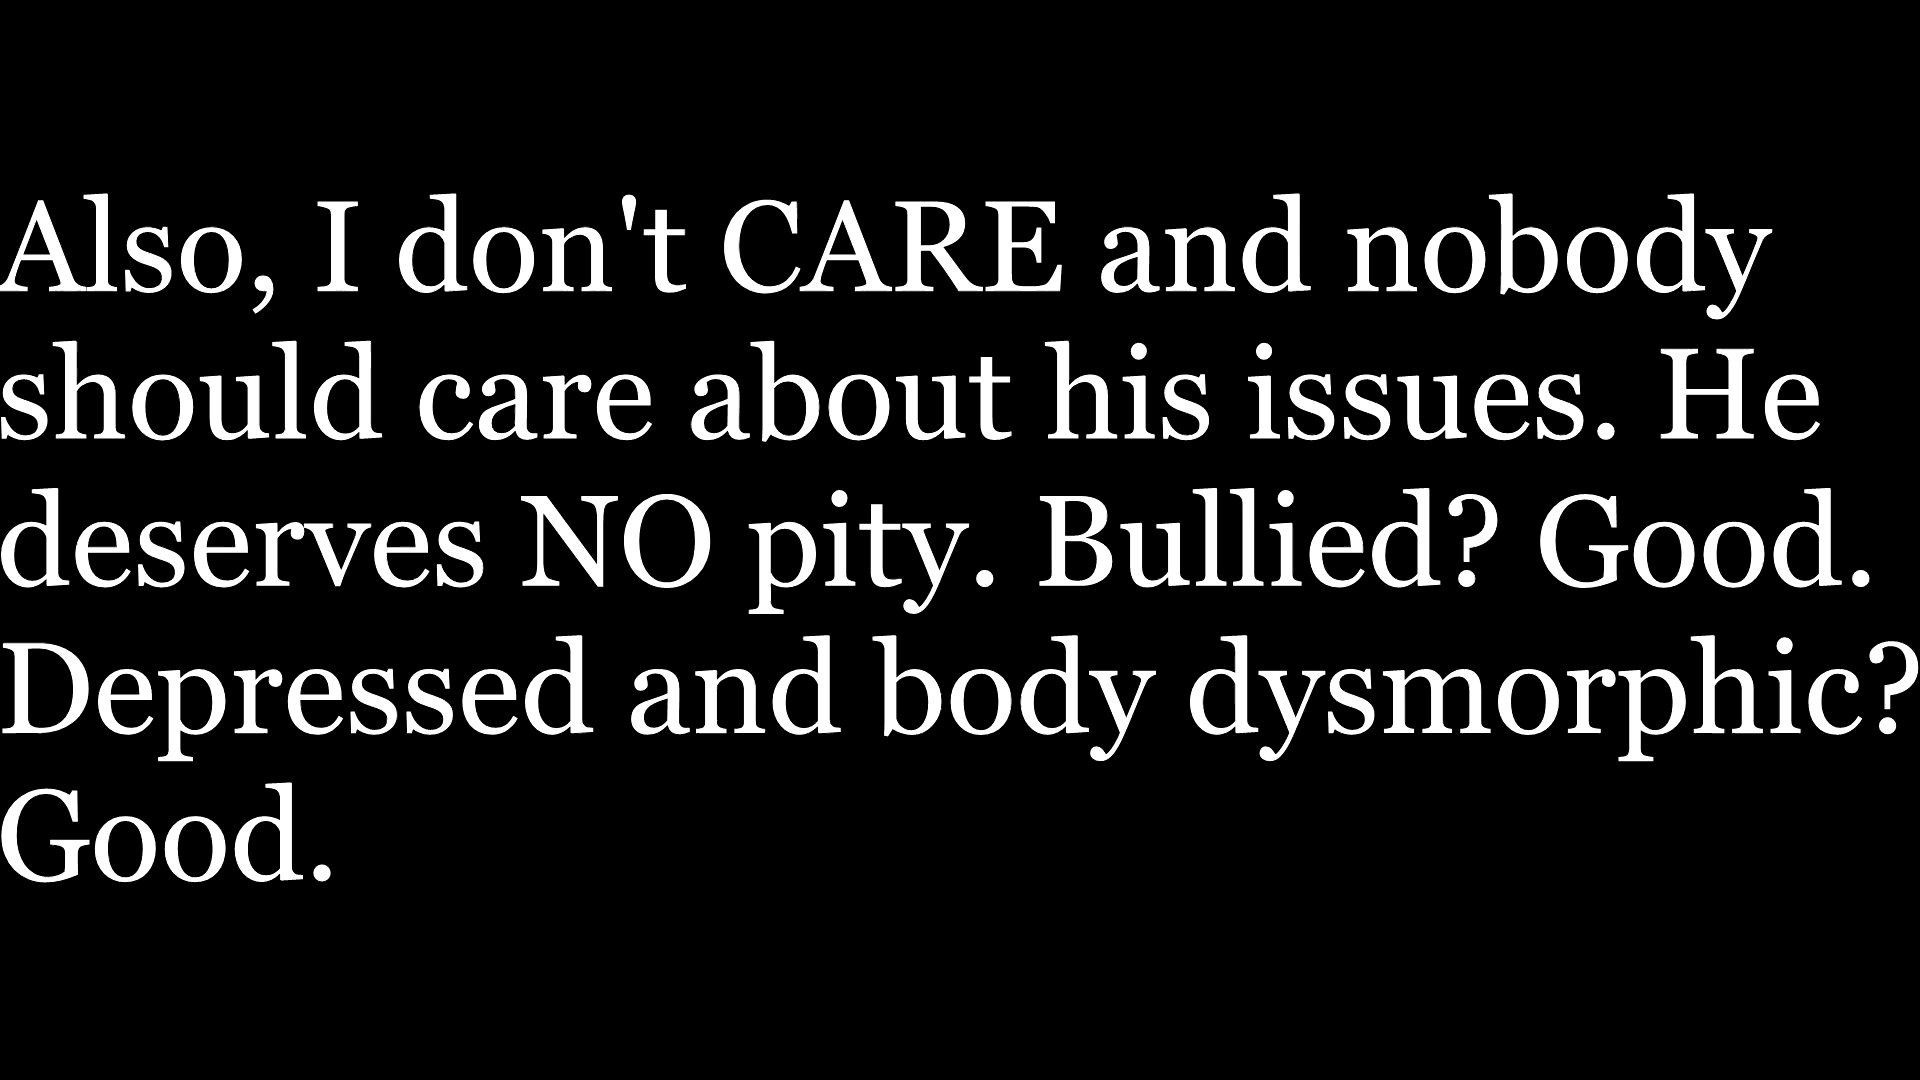 Also, I don't CARE and nobody
should care about his issues. He
deserves NO pity. Bullied? Good.
Depressed and body dysmorphic?
Good.